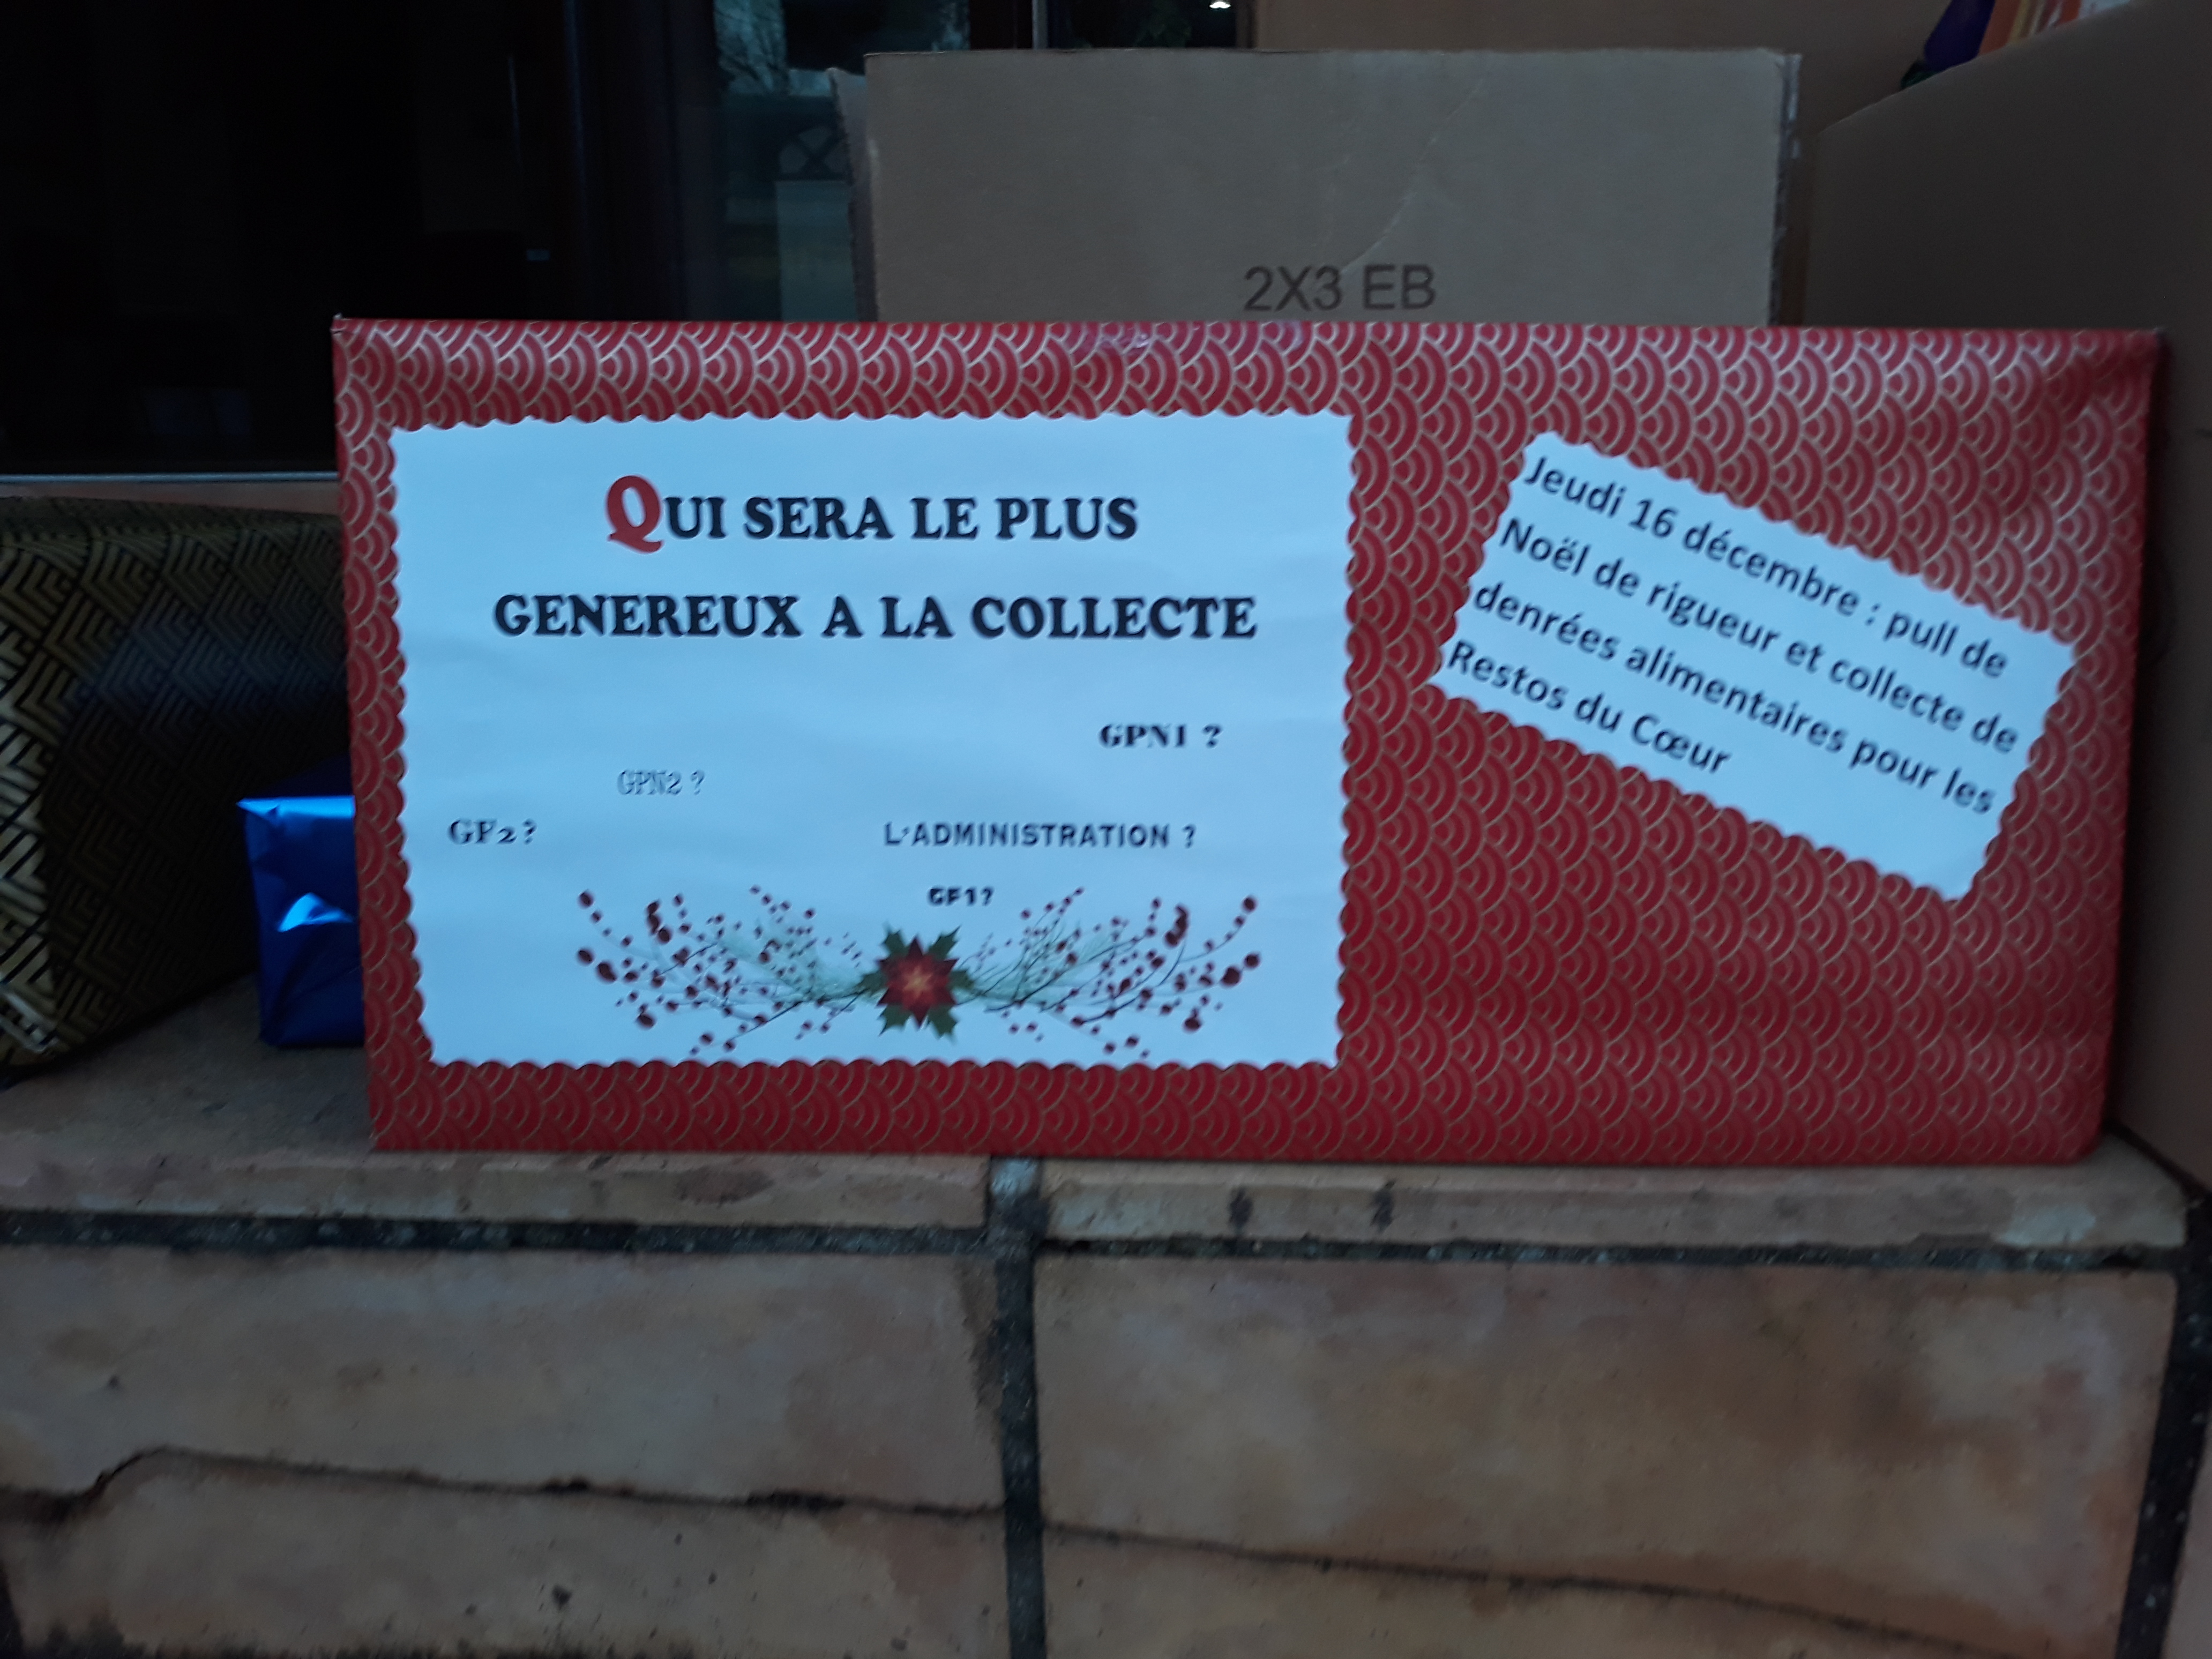 2X3 EB
QUI SERA LE PLUS
GENEREUX A LA COLLECTE
GPN1 ?
GPN2 ?
GF2?
L'ADMINISTRATION ?
GF1?
Jeudi 16 décembre : pull de
Noël de rigueur et collecte de
denrées alimentaires pour les
Restos du Cœur